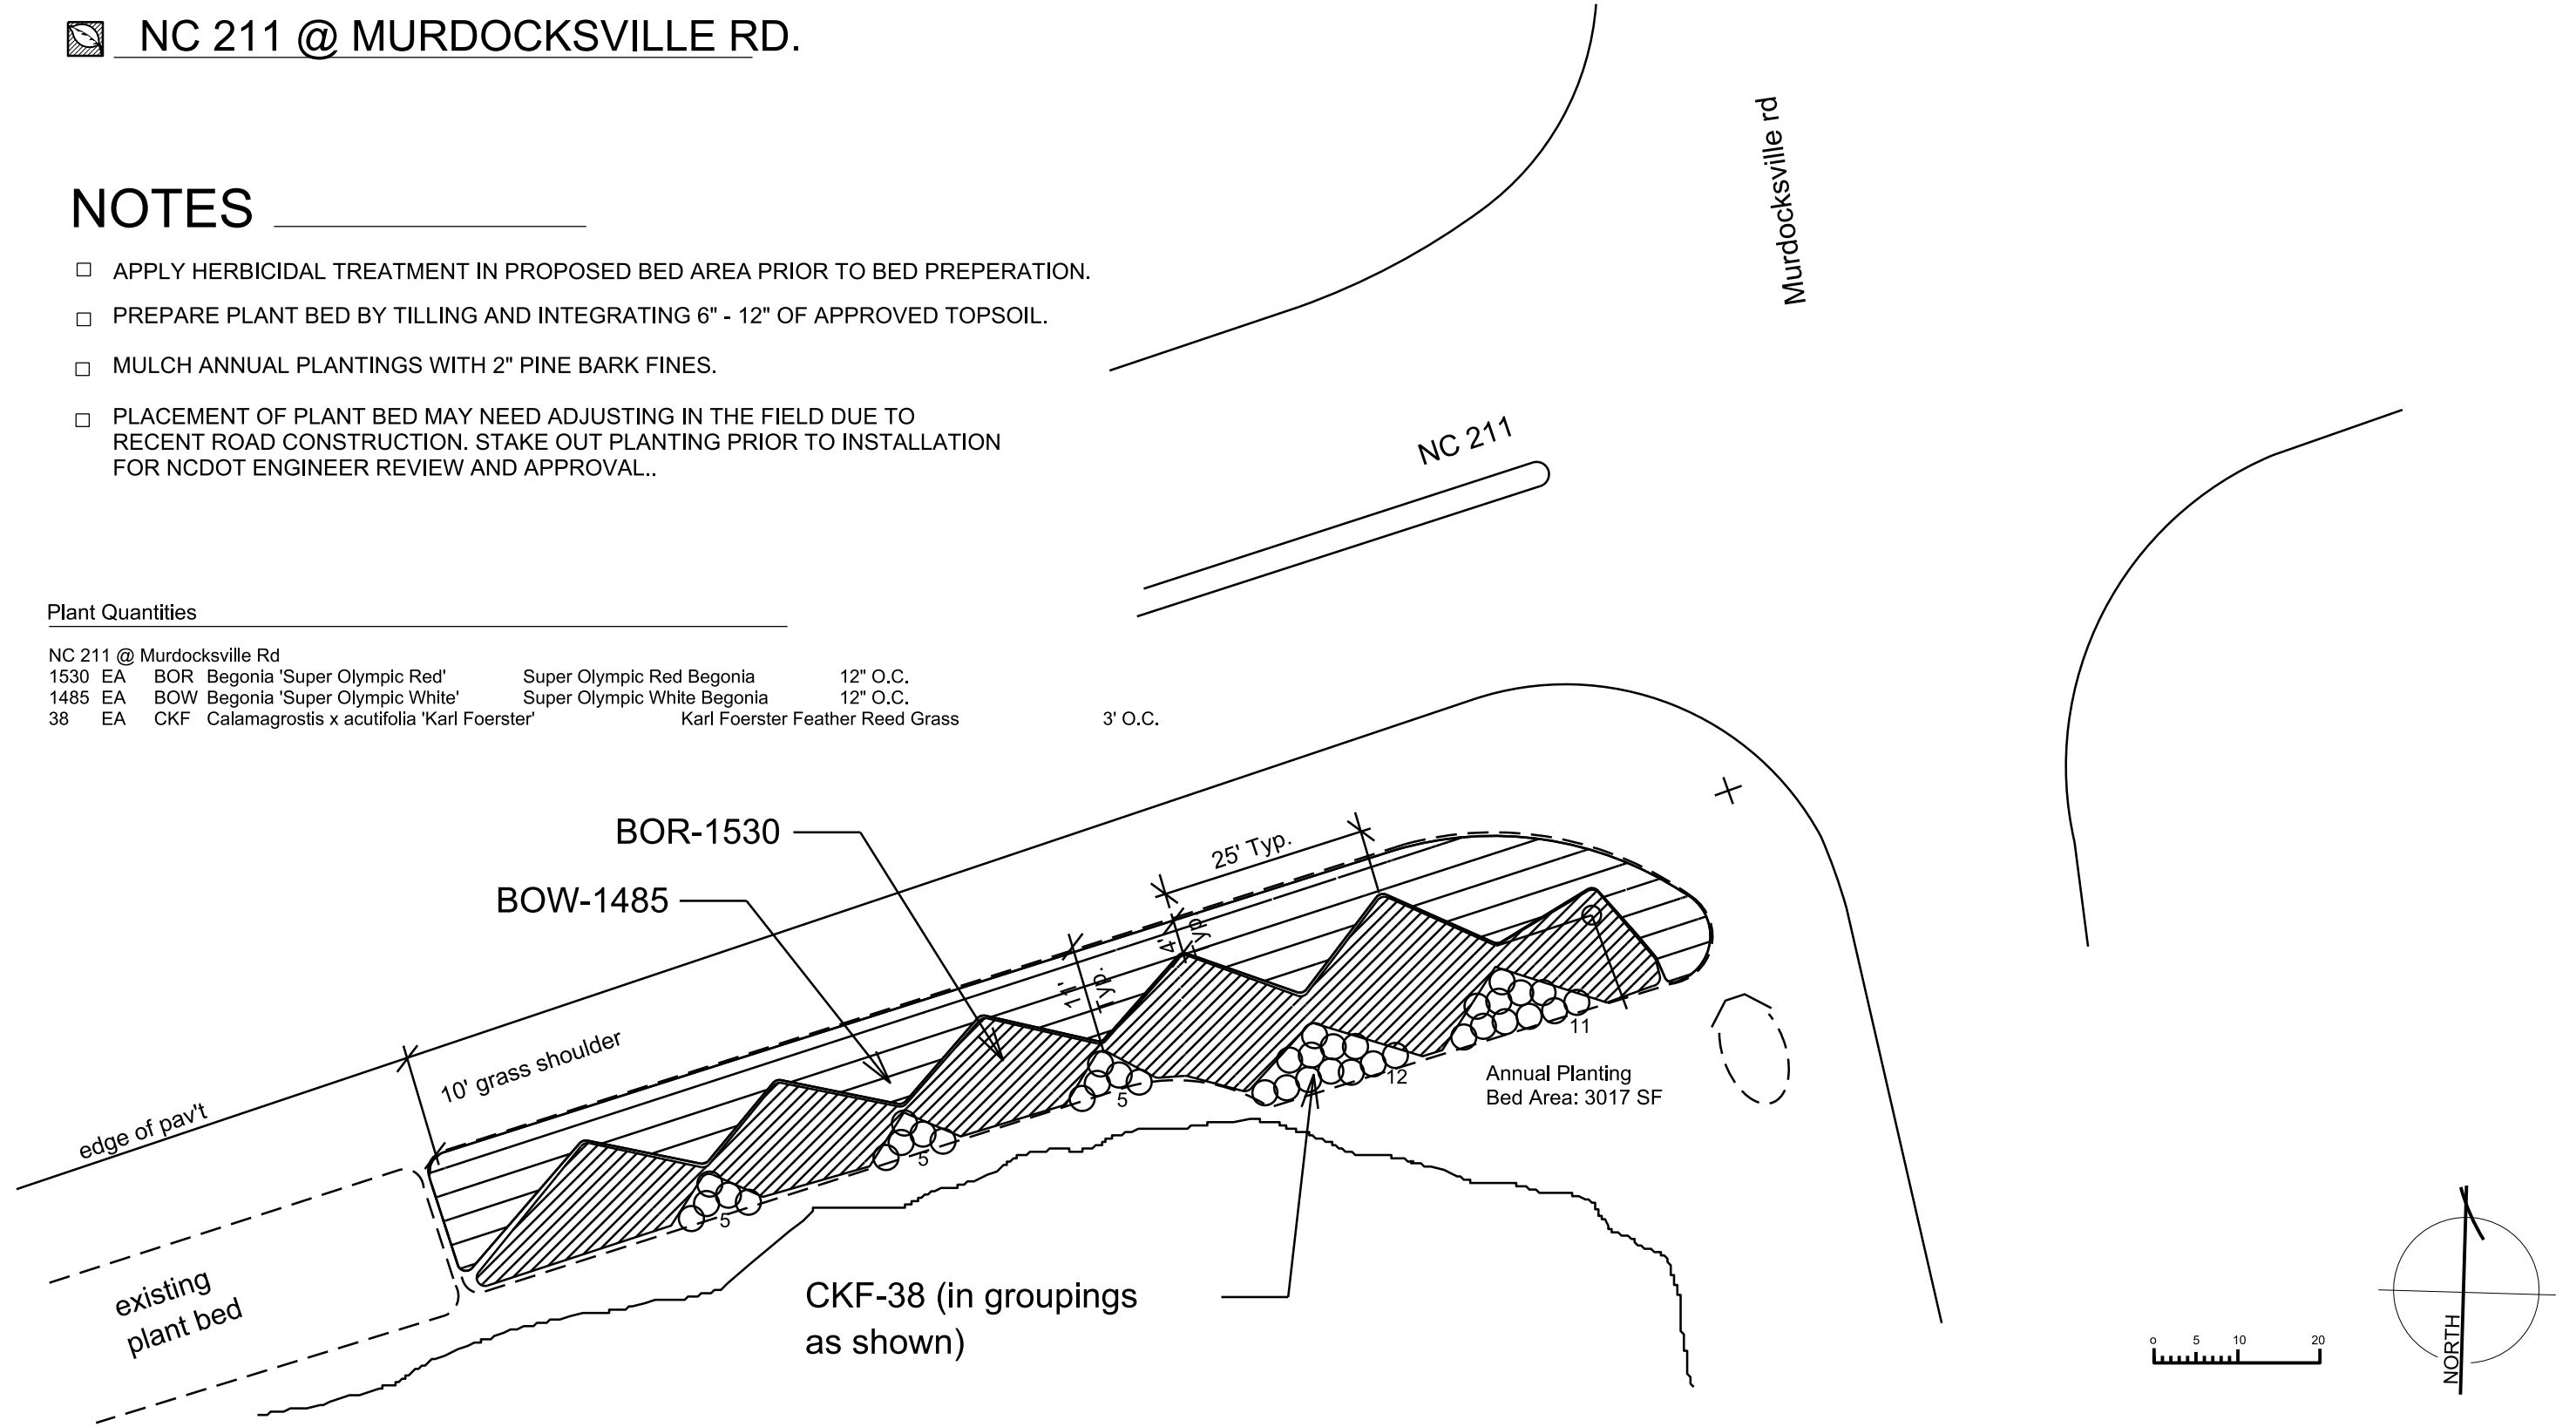 NC 211 @ MURDOCKSVILLE RD.
NOTES
APPLY HERBICIDAL TREATMENT IN PROPOSED BED AREA PRIOR TO BED PREPERATION.
PREPARE PLANT BED BY TILLING AND INTEGRATING 6" - 12" OF APPROVED TOPSOIL.
MULCH ANNUAL PLANTINGS WITH 2" PINE BARK FINES.
PLACEMENT OF PLANT BED MAY NEED ADJUSTING IN THE FIELD DUE TO
RECENT ROAD CONSTRUCTION. STAKE OUT PLANTING PRIOR TO INSTALLATION
FOR NCDOT ENGINEER REVIEW AND APPROVAL..
Murdocksville rd
NC 211
Plant Quantities
NC 211 @ Murdocksville Rd
1530 EA BOR Begonia 'Super Olympic Red' Super Olympic Red Begonia 12" O.C.
1485 EA BOW Begonia 'Super Olympic White' Super Olympic White Begonia 12" O.C.
38 EA CKF Calamagrostis x acutifolia 'Karl Foerster' Karl Foerster Feather Reed Grass 3' O.C.
BOR-1530
BOW-1485
25' Typ.
4'
Typ.
11'
Typ.
10' grass shoulder
edge of pav't
existing
plant bed
5
5
5
12
11
Annual Planting
Bed Area: 3017 SF
CKF-38 (in groupings
as shown)
0 5 10 20
NORTH